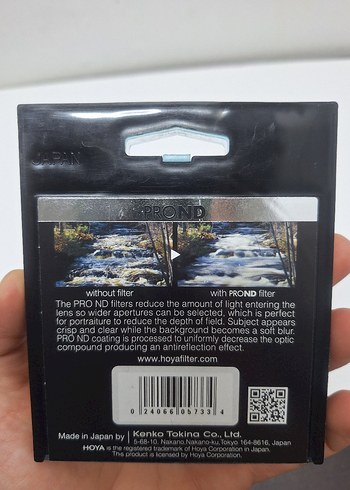 JAPAN
PROND
without filter
with PROND filter
The PRO ND filters reduce the amount of light entering the
lens so wider apertures can be selected, which is perfect
for portraiture to reduce the depth of field. Subject appears
crisp and clear while the background becomes a soft blur.
PRO ND coating is processed to uniformly decrease the optic
compound producing an antireflection effect.
www.hoyafilter.com
0 24066 05733 4
Made in Japan by Kenko Tokina Co., Ltd.
5-68-10, Nakano, Nakano-ku, Tokyo 164-8616, Japan
HOYA is the registered trademark of Hoya Corporation in Japan.
This product is licensed by Hoya Corporation.